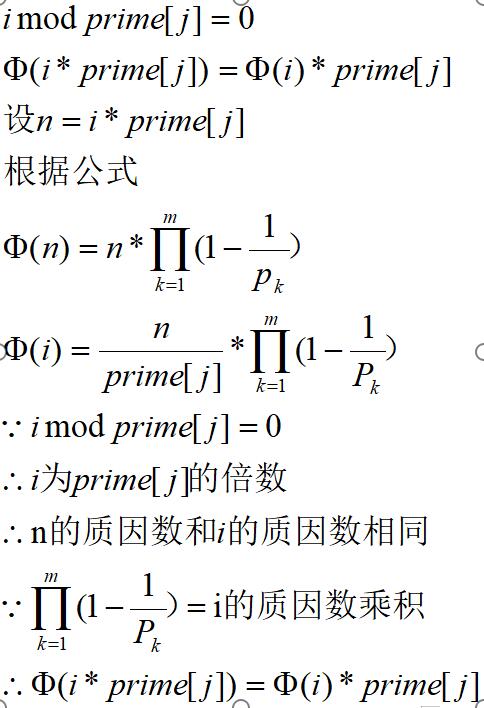 i mod prime[j] = 0
Φ(i * prime[j]) = Φ(i) * prime[j]
设n = i * prime[j]
根据公式
Φ(n) = n * ∏_{k=1}^{m} (1 - 1/p_k）
Φ(i) = n/prime[j] * ∏_{k=1}^{m} (1 - 1/P_k）
∵ i mod prime[j] = 0
∴ i为prime[j]的倍数
∴ n的质因数和i的质因数相同
∵ ∏_{k=1}^{m} (1 - 1/P_k）= i的质因数乘积
∴ Φ(i * prime[j]) = Φ(i) * prime[j]